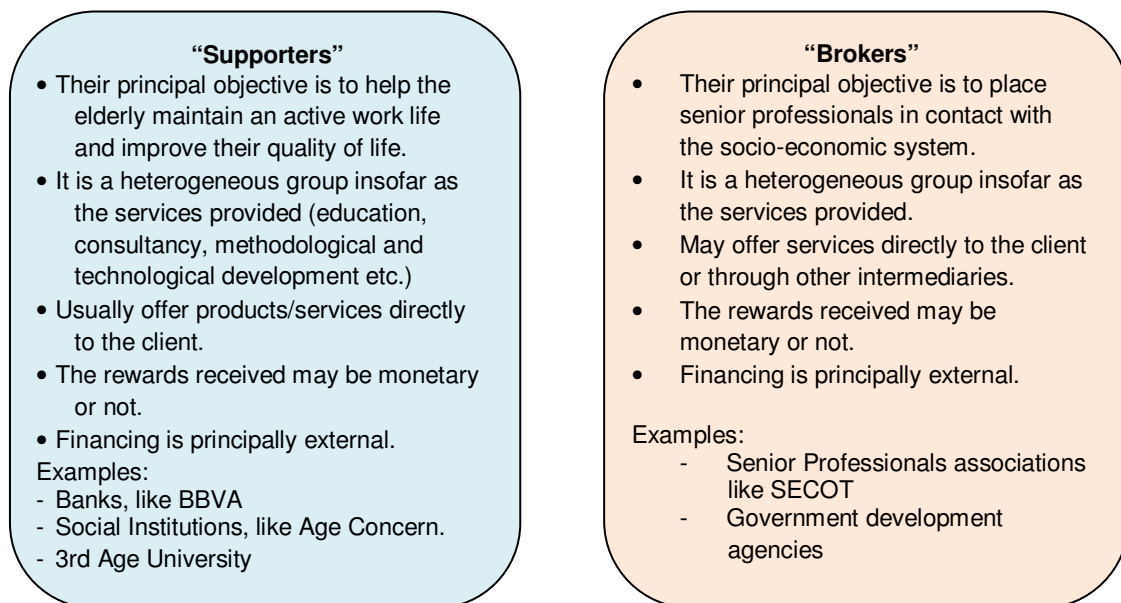 “Supporters”
• Their principal objective is to help the
elderly maintain an active work life
and improve their quality of life.
• It is a heterogeneous group insofar as
the services provided (education,
consultancy, methodological and
technological development etc.)
• Usually offer products/services directly
to the client.
• The rewards received may be monetary
or not.
• Financing is principally external.
Examples:
- Banks, like BBVA
- Social Institutions, like Age Concern.
- 3rd Age University
“Brokers”
• Their principal objective is to place
senior professionals in contact with
the socio-economic system.
• It is a heterogeneous group insofar as
the services provided.
• May offer services directly to the client
or through other intermediaries.
• The rewards received may be
monetary or not.
• Financing is principally external.
Examples:
- Senior Professionals associations
like SECOT
- Government development
agencies